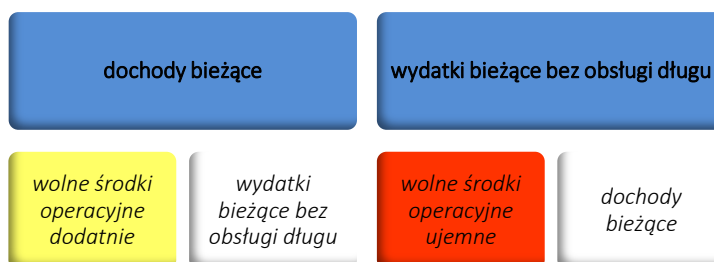 dochody bieżące
wydatki bieżące bez obsługi długu
wolne środki
operacyjne
dodatnie
wydatki
bieżące bez
obsługi długu
wolne środki
operacyjne
ujemne
dochody
bieżące